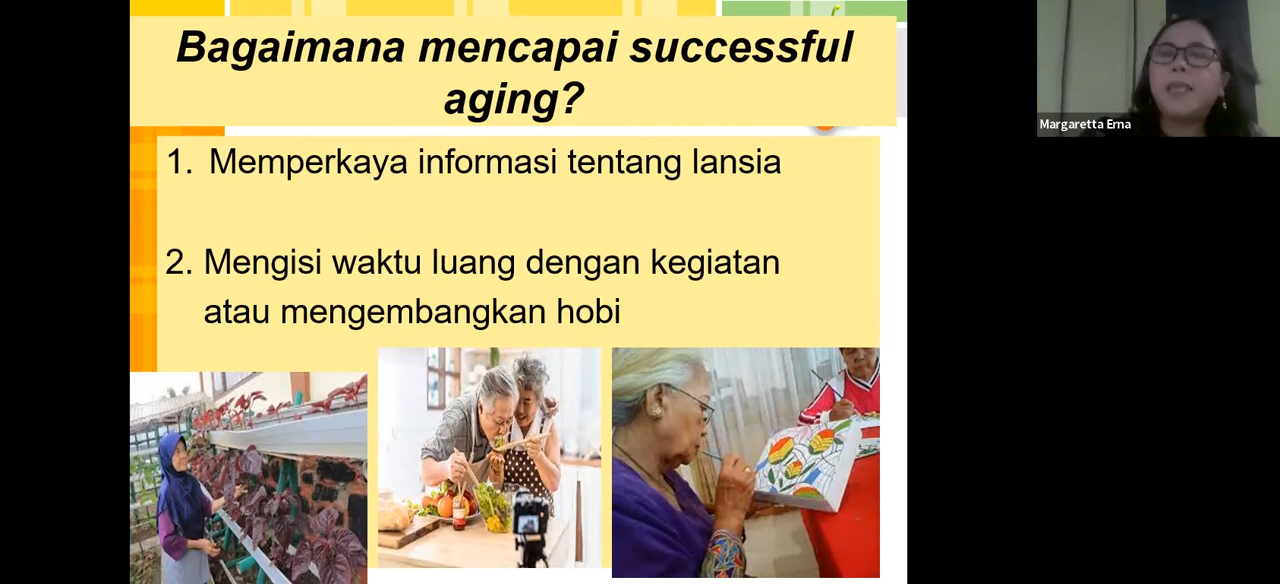 Bagaimana mencapai successful
aging?
1. Memperkaya informasi tentang lansia
2. Mengisi waktu luang dengan kegiatan
atau mengembangkan hobi
Margaretta Erna